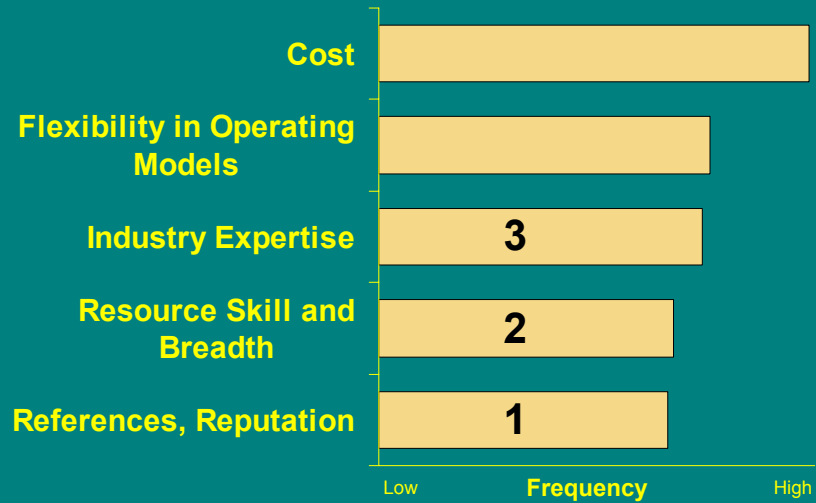 Cost
Flexibility in Operating
Models
Industry Expertise
3
Resource Skill and
Breadth
2
References, Reputation
1
Low
Frequency
High